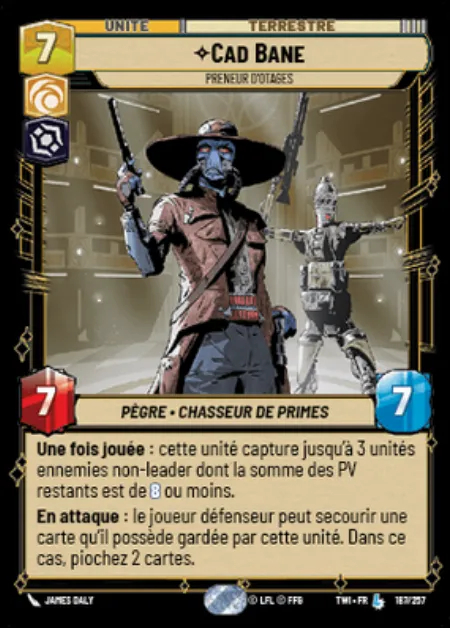 UNITÉ
TERRESTRE
7
CAD BANE
PRENEUR D'OTAGES
7
7
PÈGRE • CHASSEUR DE PRIMES
Une fois jouée : cette unité capture jusqu'à 3 unités
ennemies non-leader dont la somme des PV
restants est de 8 ou moins.
En attaque : le joueur défenseur peut secourir une
carte qu'il possède gardée par cette unité. Dans ce
cas, piochez 2 cartes.
JAMES DALY
© LFL © FFG
TWI • FR
L
187/257